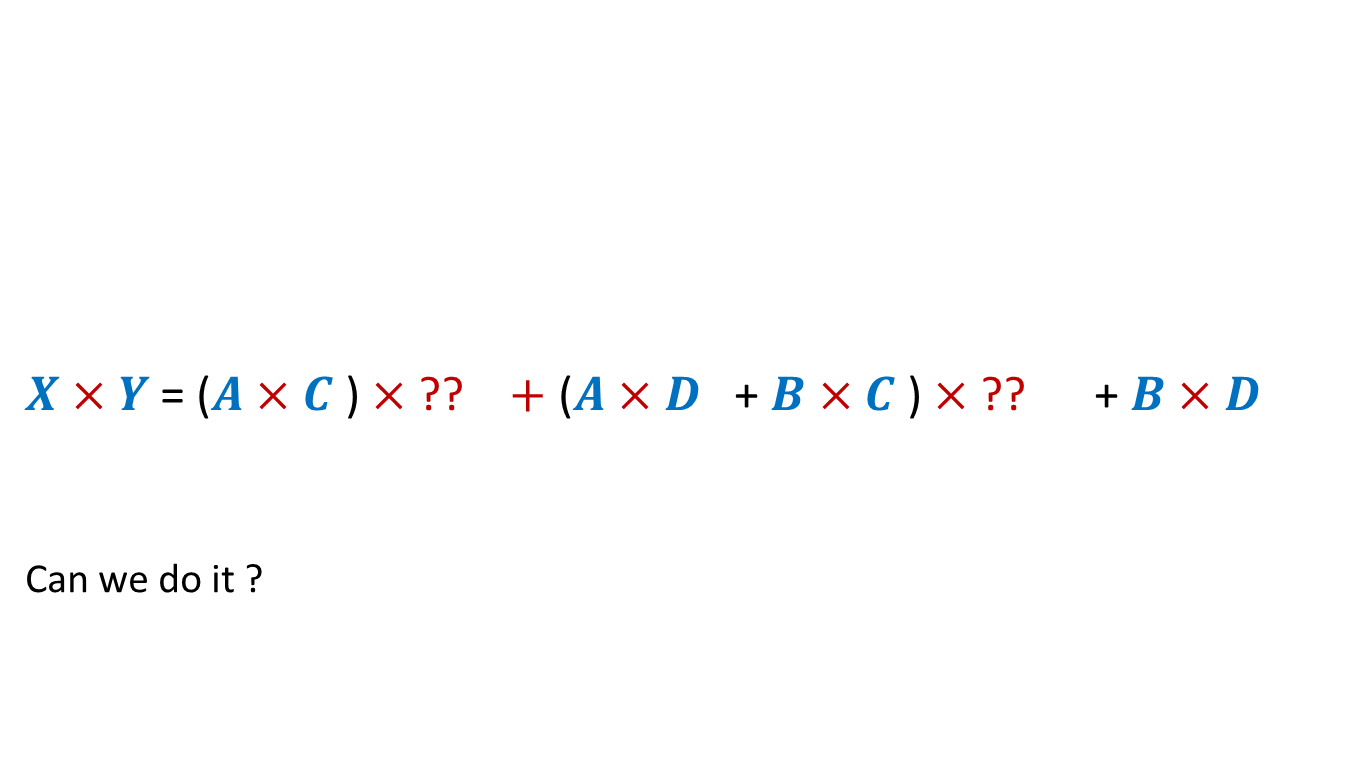 X × Y = (A × C ) × ?? + (A × D + B × C ) × ?? + B × D
Can we do it ?